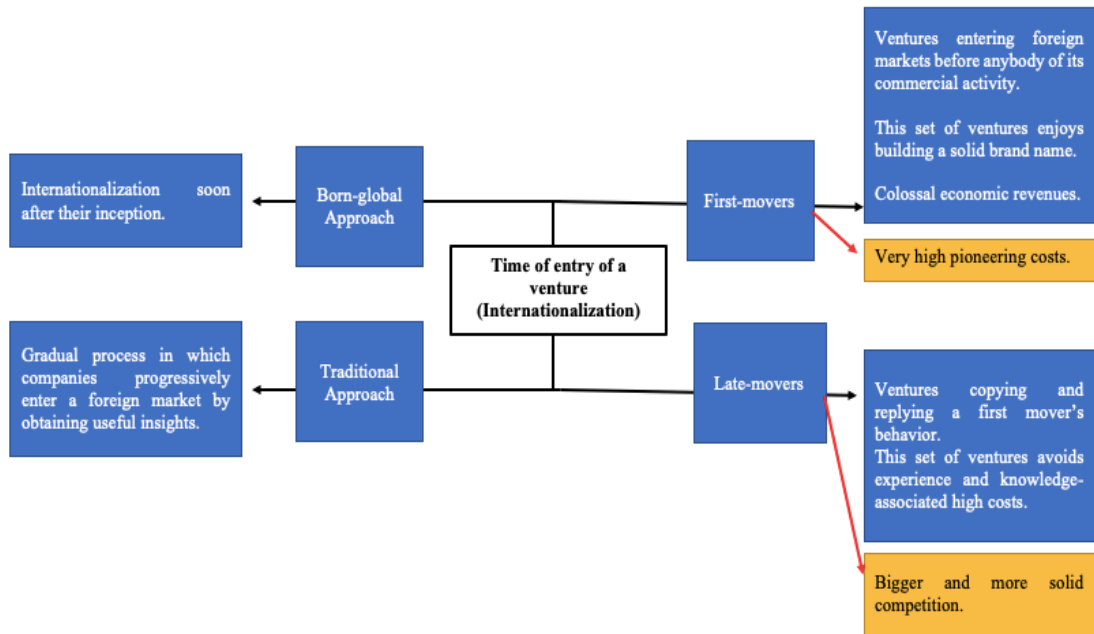 Ventures entering foreign
markets before anybody of its
commercial activity.
This set of ventures enjoys
building a solid brand name.
Colossal economic revenues.
Internationalization soon
after their inception.
Born-global
Approach
First-movers
Very high pioneering costs.
Time of entry of a
venture
(Internationalization)
Gradual process in which
companies progressively
enter a foreign market by
obtaining useful insights.
Traditional
Approach
Late-movers
Ventures copying and
replying a first mover's
behavior.
This set of ventures avoids
experience and knowledge-
associated high costs.
Bigger and more solid
competition.